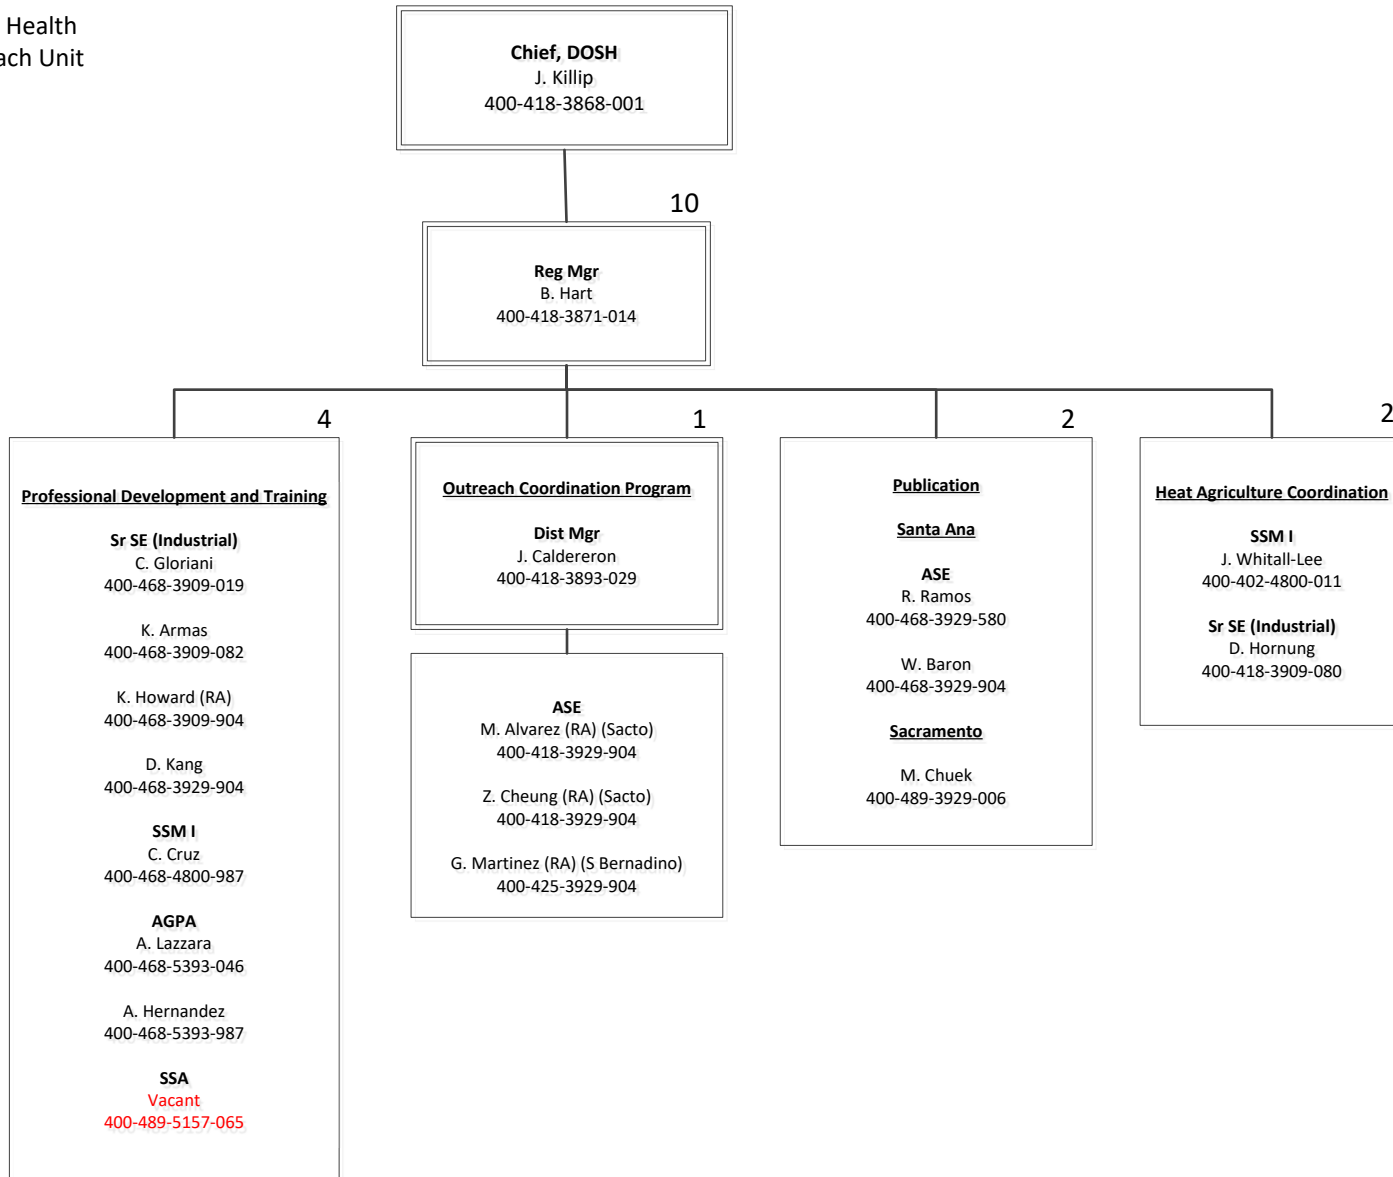 Health
ach Unit
Chief, DOSH
J. Killip
400-418-3868-001
10
Reg Mgr
B. Hart
400-418-3871-014
4
Professional Development and Training
Sr SE (Industrial)
C. Gloriani
400-468-3909-019
K. Armas
400-468-3909-082
K. Howard (RA)
400-468-3909-904
D. Kang
400-468-3929-904
SSM I
C. Cruz
400-468-4800-987
AGPA
A. Lazzara
400-468-5393-046
A. Hernandez
400-468-5393-987
SSA
Vacant
400-489-5157-065
1
Outreach Coordination Program
Dist Mgr
J. Caldereron
400-418-3893-029
ASE
M. Alvarez (RA) (Sacto)
400-418-3929-904
Z. Cheung (RA) (Sacto)
400-418-3929-904
G. Martinez (RA) (S Bernadino)
400-425-3929-904
2
Publication
Santa Ana
ASE
R. Ramos
400-468-3929-580
W. Baron
400-468-3929-904
Sacramento
M. Chuek
400-489-3929-006
2
Heat Agriculture Coordination
SSM I
J. Whitall-Lee
400-402-4800-011
Sr SE (Industrial)
D. Hornung
400-418-3909-080